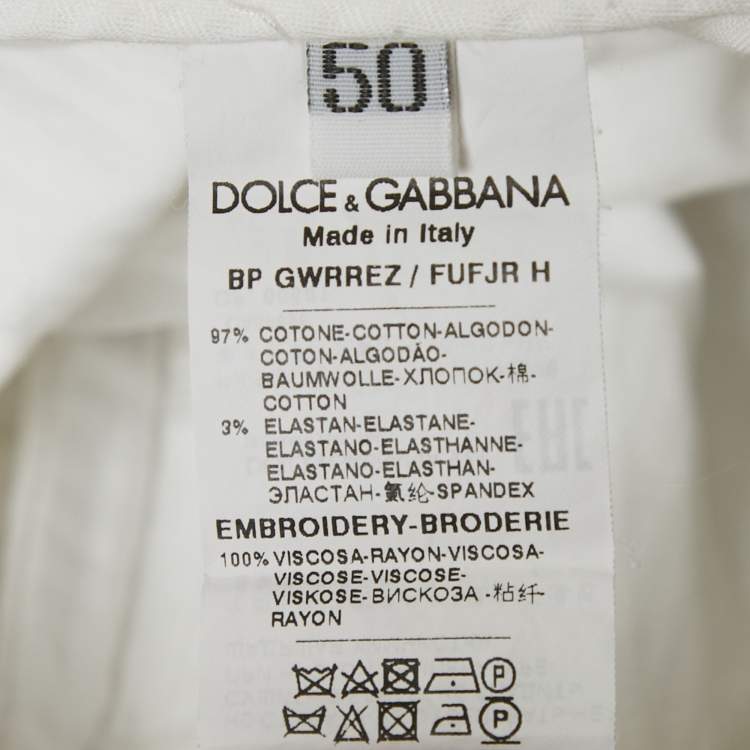 50
DOLCE & GABBANA
Made in Italy
BP GWRREZ / FUFJR H
97% COTONE-COTTON-ALGODON-
COTON-ALGODÃO-
BAUMWOLLE-ХЛОПОК-棉-
COTTON
3% ELASTAN-ELASTANE-
ELASTANO-ELASTHANNE-
ELASTANO-ELASTHAN-
ЭЛАСТАН-氨纶-SPANDEX
EMBROIDERY-BRODERIE
100% VISCOSA-RAYON-VISCOSA-
VISCOSE-VISCOSE-
VISKOSE-ВИСКОЗА-粘纤-
RAYON
P
P